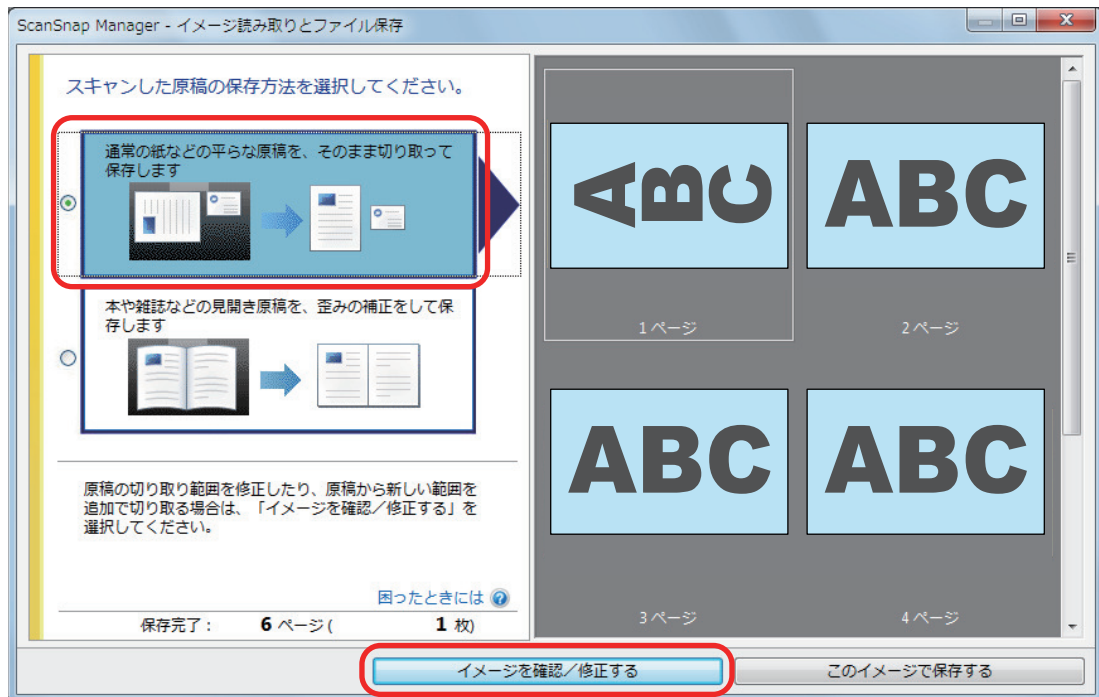 ScanSnap Manager - イメージ読み取りとファイル保存
スキャンした原稿の保存方法を選択してください。
通常の紙などの平らな原稿を、そのまま切り取って
保存します
本や雑誌などの見開き原稿を、歪みの補正をして保
存します
原稿の切り取り範囲を修正したり、原稿から新しい範囲を
追加で切り取る場合は、「イメージを確認／修正する」を
選択してください。
困ったときには
保存完了： 6 ページ ( 1 枚)
ABC
ABC
1 ページ
2 ページ
ABC
ABC
3 ページ
4 ページ
イメージを確認／修正する
このイメージで保存する